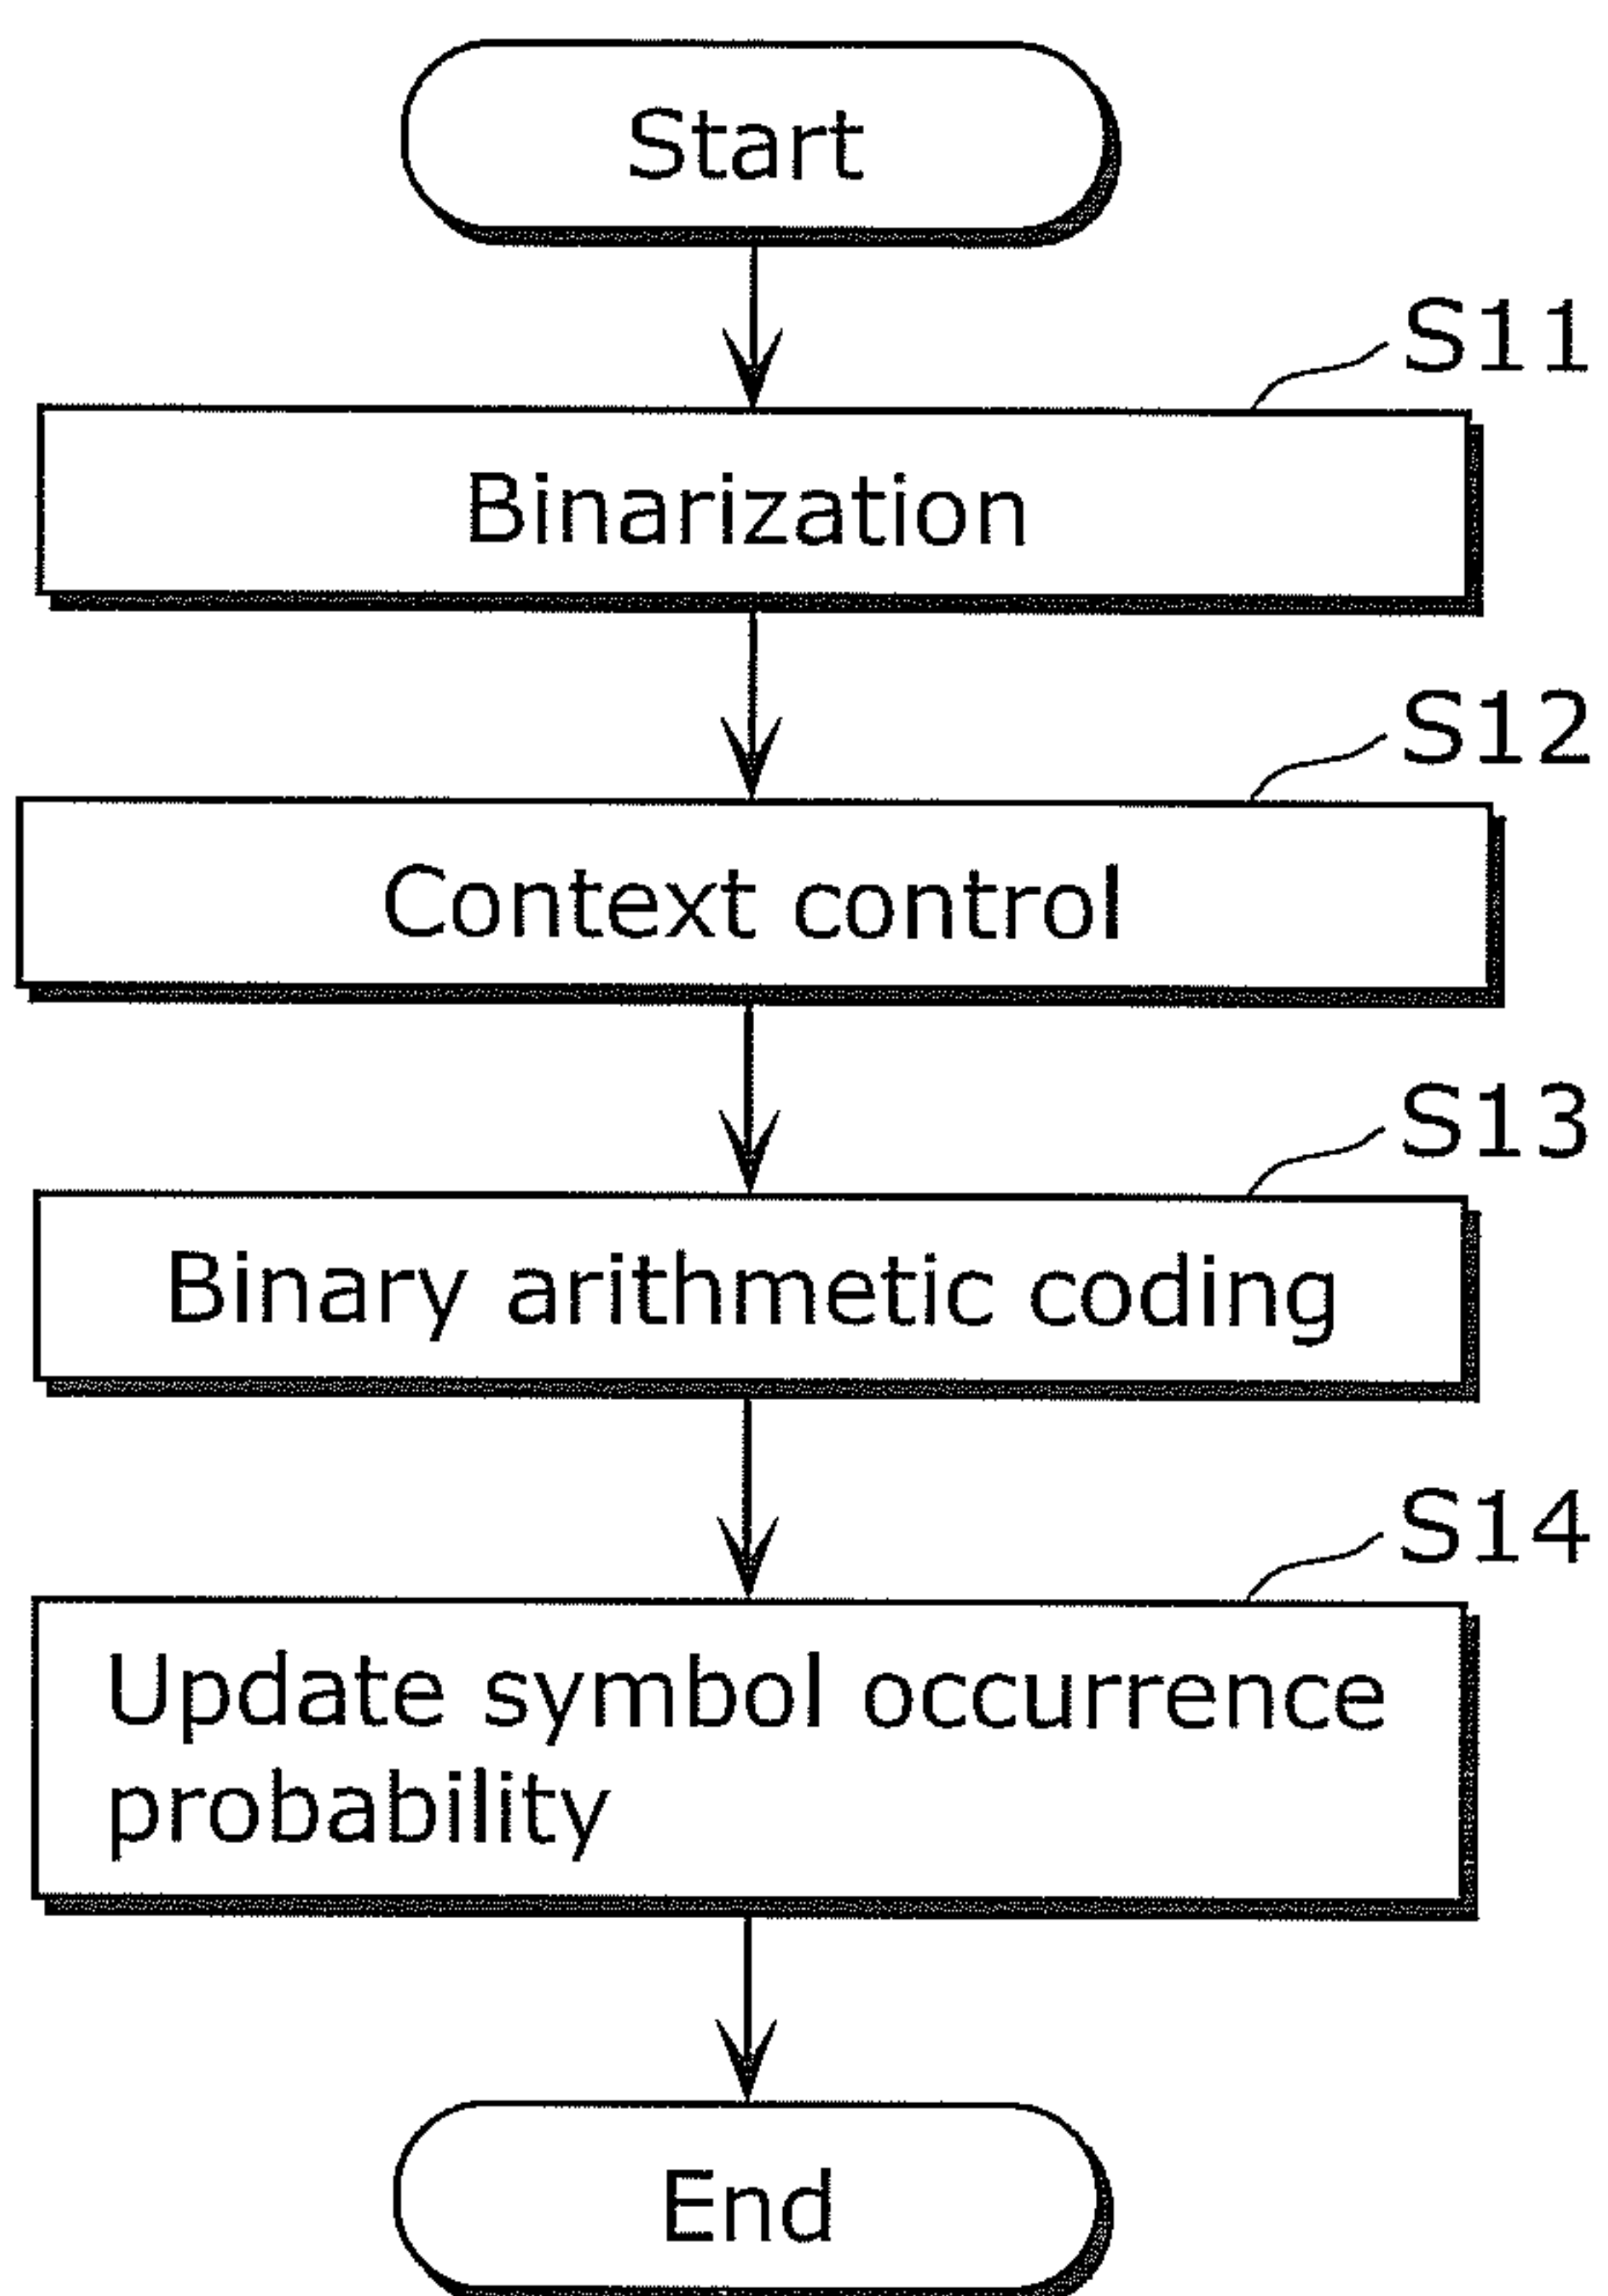 Start
S11
Binarization
S12
Context control
S13
Binary arithmetic coding
S14
Update symbol occurrence
probability
End